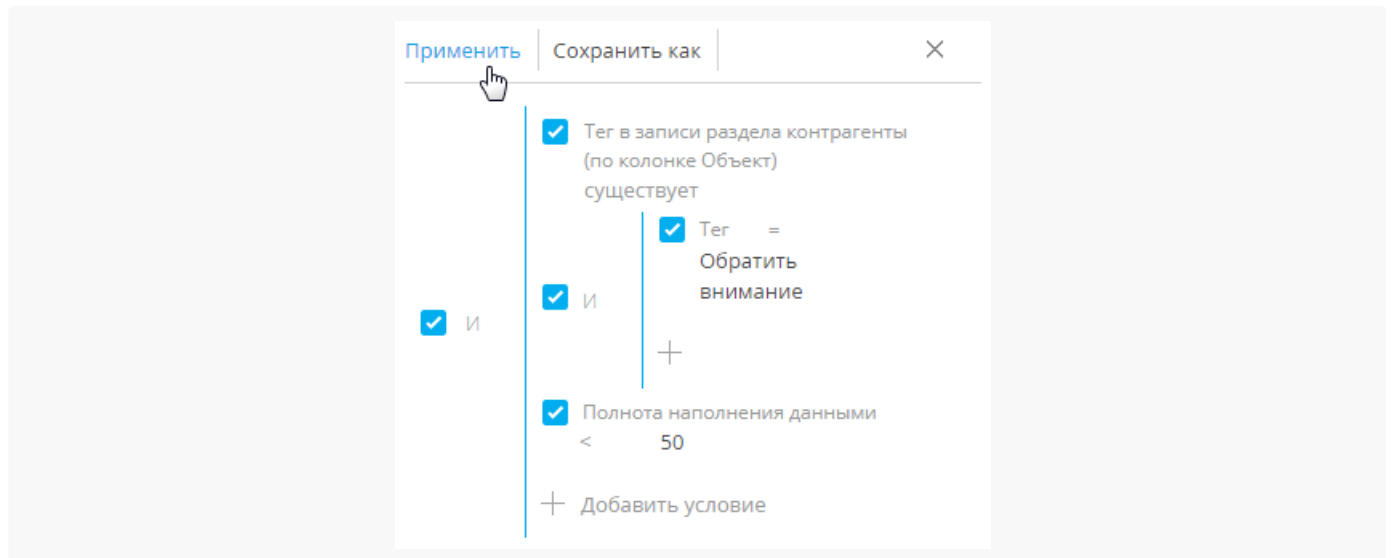 Применить Сохранить как
Тег в записи раздела контрагенты
(по колонке Объект)
существует
Тег =
Обратить
внимание
И
И
Полнота наполнения данными
< 50
Добавить условие